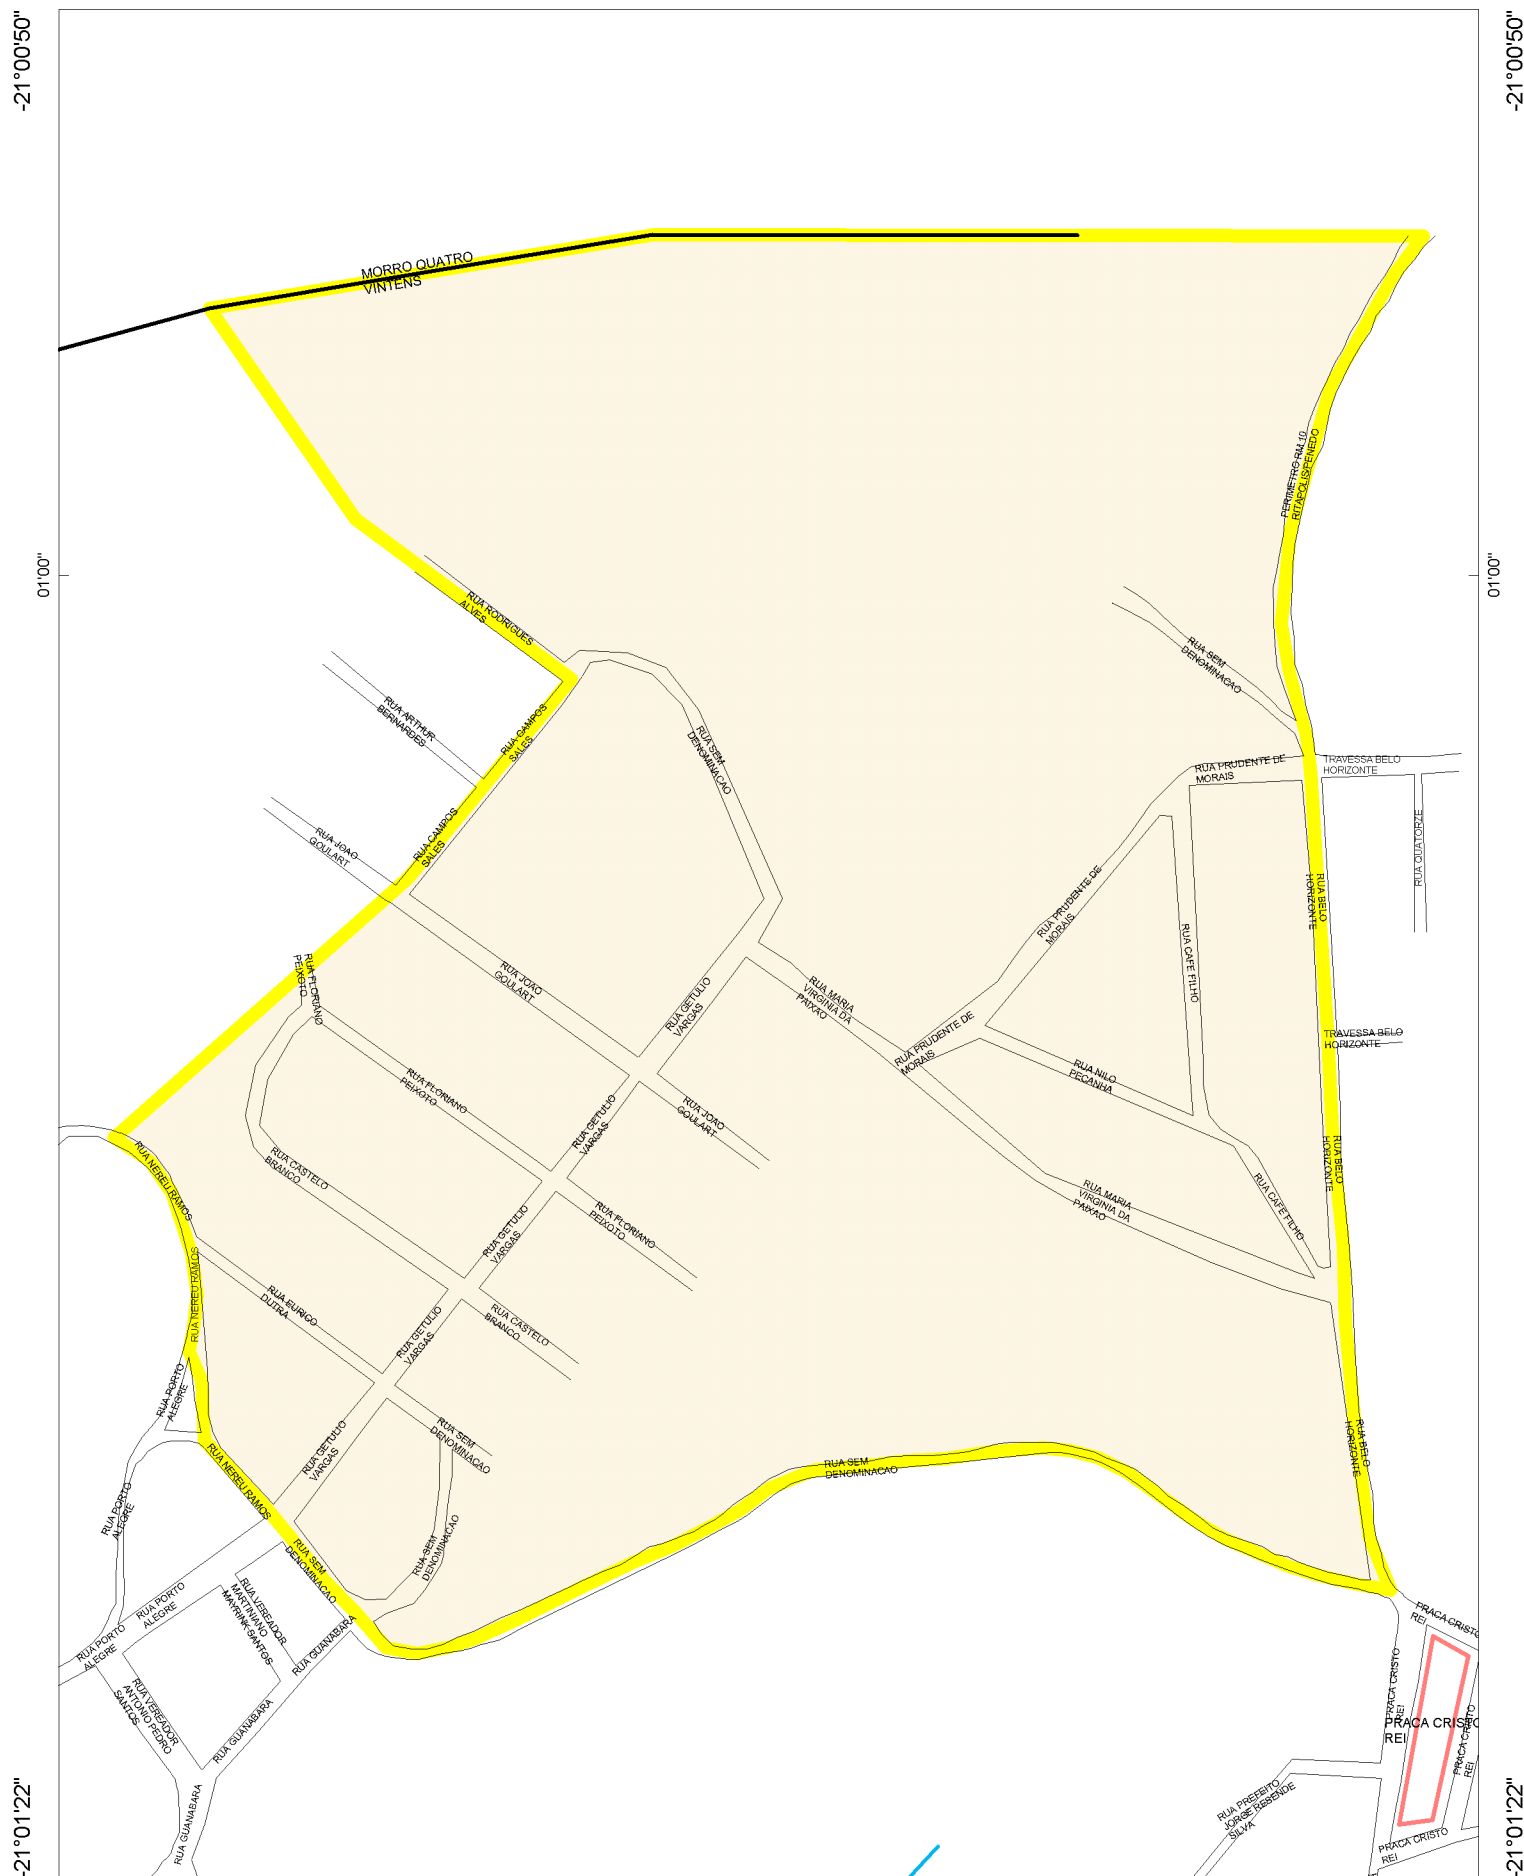 -21°00'50"
-21°00'50"
MORRO QUATRO
VINTENS
PERIMETRO RM 10
RITAPOLIS/PENEDO
01'00"
01'00"
RUA RODRIGUES
ALVES
RUA SEM
DENOMINACAO
RUA ARTHUR
BERNARDES
RUA CAMPOS
SALES
RUA SEM
DENOMINACAO
RUA PRUDENTE DE
MORAIS
TRAVESSA BELO
HORIZONTE
RUA CAMPOS
SALES
RUA JOAO
GOULART
RUA QUATORZE
RUA BELO
HORIZONTE
RUA PRUDENTE DE
MORAIS
RUA CAFE FILHO
RUA FLORIANO
PEIXOTO
RUA JOAO
GOULART
RUA GETULIO
VARGAS
RUA MARIA
VIRGINIA DA
PAIXAO
RUA PRUDENTE DE
MORAIS
TRAVESSA BELO
HORIZONTE
RUA NILO
PECANHA
RUA FLORIANO
PEIXOTO
RUA GETULIO
VARGAS
RUA JOAO
GOULART
RUA NEREU RAMOS
RUA CASTELO
BRANCO
RUA BELO
HORIZONTE
RUA MARIA
VIRGINIA DA
PAIXAO
RUA CAFE FILHO
RUA GETULIO
VARGAS
RUA FLORIANO
PEIXOTO
RUA NEREU RAMOS
RUA EURICO
DUTRA
RUA GETULIO
VARGAS
RUA CASTELO
BRANCO
RUA PORTO
ALEGRE
RUA NEREU RAMOS
RUA GETULIO
VARGAS
RUA SEM
DENOMINACAO
RUA SEM
DENOMINACAO
RUA BELO
HORIZONTE
RUA PORTO
ALEGRE
RUA SEM
DENOMINACAO
RUA SEM
DENOMINACAO
RUA PORTO
ALEGRE
RUA VEREADOR
MARTINIANO
MAYRINK SANTOS
RUA GUANABARA
RUA PORTO
ALEGRE
RUA VEREADOR
ANTONIO PEDRO
SANTOS
RUA GUANABARA
RUA GUANABARA
PRACA CRISTO
REI
PRACA CRISTO
REI
PRACA CRISTO
REI
PRACA CRISTO
REI
RUA PREFEITO
JORGE RESENDE
SILVA
PRACA CRISTO
REI
-21°01'22"
-21°01'22"